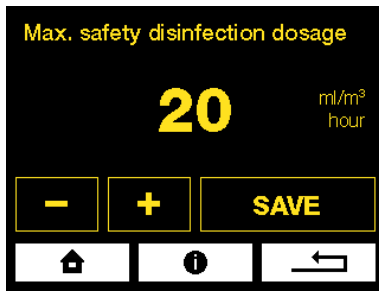 Max. safety disinfection dosage
20
ml/m³
hour
− + SAVE
i